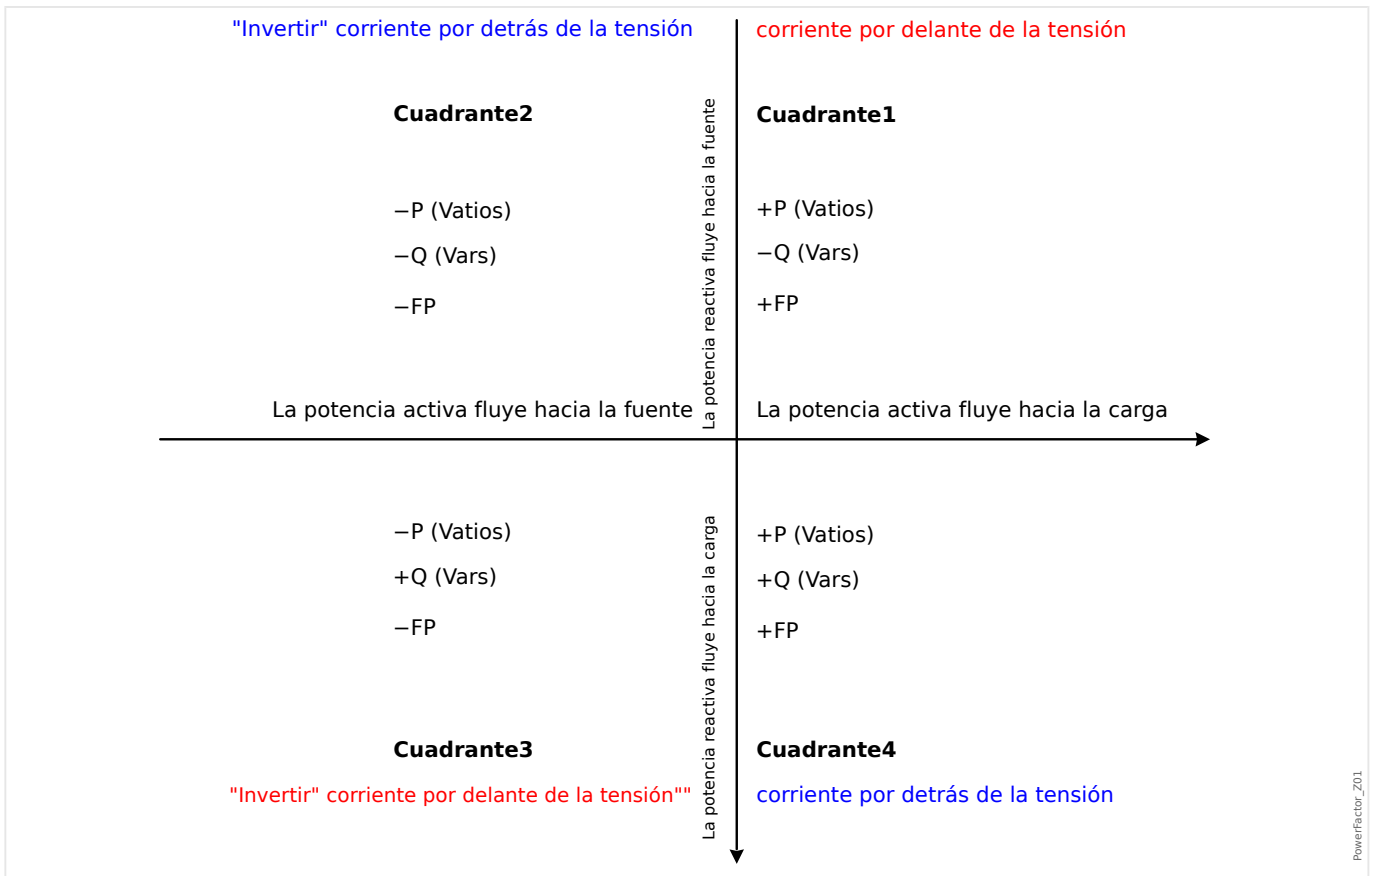 "Invertir" corriente por detrás de la tensión
corriente por delante de la tensión
Cuadrante2
Cuadrante1
La potencia reactiva fluye hacia la fuente
−P (Vatios)
−Q (Vars)
−FP
+P (Vatios)
−Q (Vars)
+FP
La potencia activa fluye hacia la fuente
La potencia activa fluye hacia la carga
La potencia reactiva fluye hacia la carga
−P (Vatios)
+Q (Vars)
−FP
+P (Vatios)
+Q (Vars)
+FP
Cuadrante3
Cuadrante4
"Invertir" corriente por delante de la tensión""
corriente por detrás de la tensión
PowerFactor_Z01